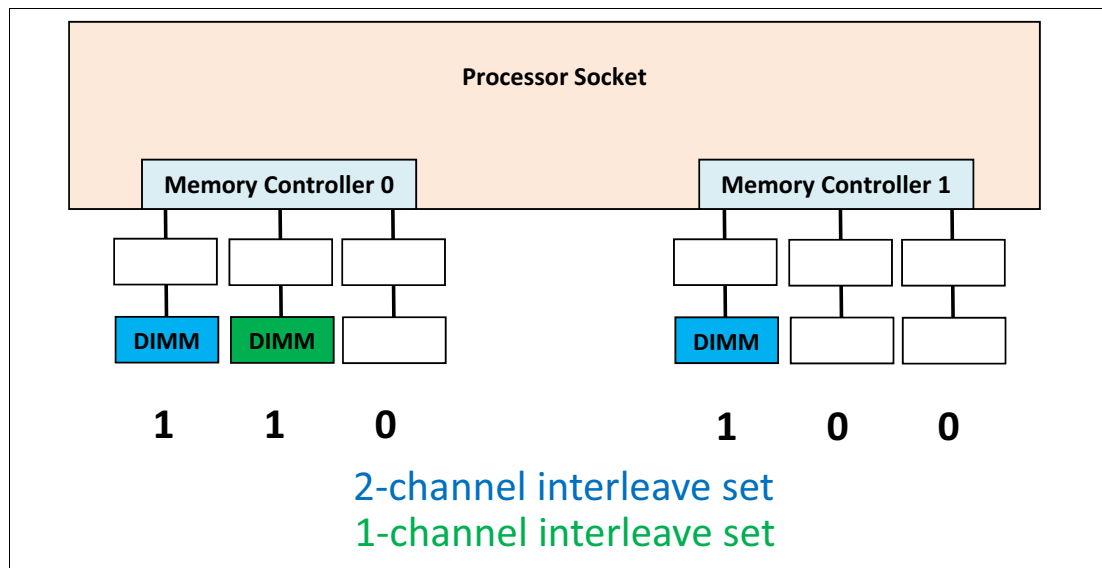 Processor Socket
Memory Controller 0
Memory Controller 1
DIMM DIMM DIMM
1 1 0 1 0 0
2-channel interleave set
1-channel interleave set